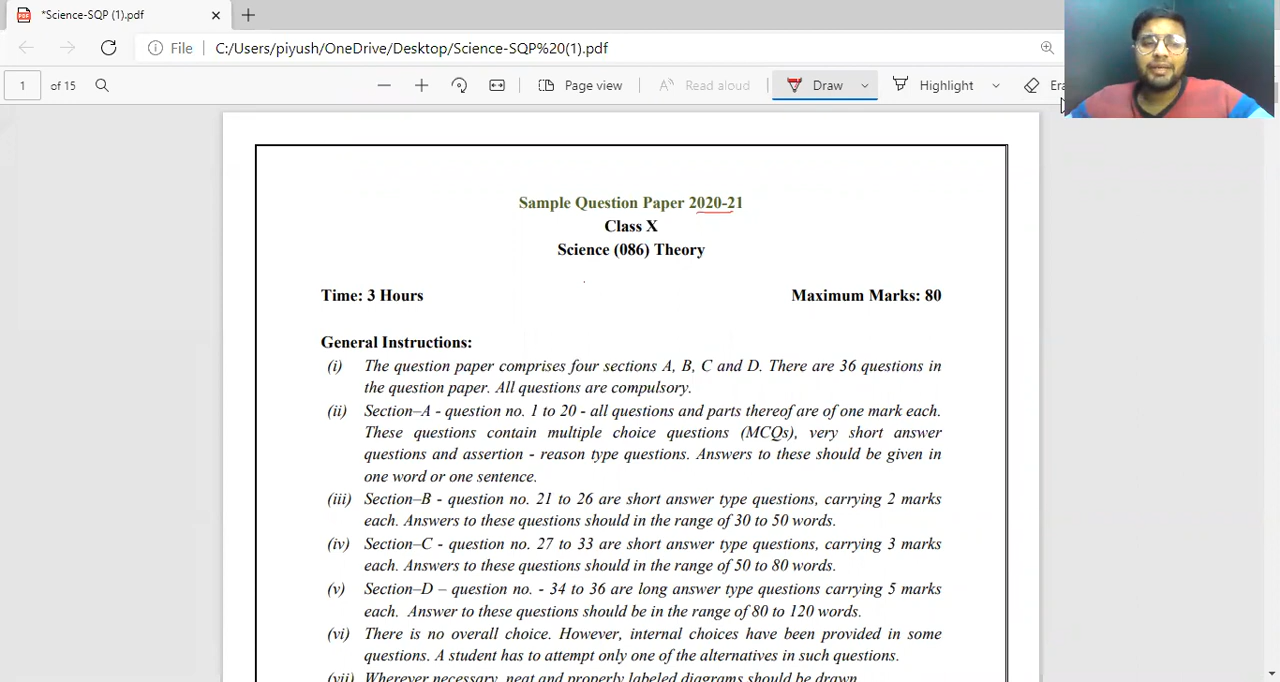 *Science-SQP (1).pdf
File C:/Users/piyush/OneDrive/Desktop/Science-SQP%20(1).pdf
1 of 15 Page view Read aloud Draw Highlight
Sample Question Paper 2020-21
Class X
Science (086) Theory
Time: 3 Hours Maximum Marks: 80
General Instructions:
(i) The question paper comprises four sections A, B, C and D. There are 36 questions in
the question paper. All questions are compulsory.
(ii) Section–A - question no. 1 to 20 - all questions and parts thereof are of one mark each.
These questions contain multiple choice questions (MCQs), very short answer
questions and assertion - reason type questions. Answers to these should be given in
one word or one sentence.
(iii) Section–B - question no. 21 to 26 are short answer type questions, carrying 2 marks
each. Answers to these questions should in the range of 30 to 50 words.
(iv) Section–C - question no. 27 to 33 are short answer type questions, carrying 3 marks
each. Answers to these questions should in the range of 50 to 80 words.
(v) Section–D – question no. - 34 to 36 are long answer type questions carrying 5 marks
each. Answer to these questions should be in the range of 80 to 120 words.
(vi) There is no overall choice. However, internal choices have been provided in some
questions. A student has to attempt only one of the alternatives in such questions.
(vii) Wherever necessary, neat and properly labeled diagrams should be drawn.